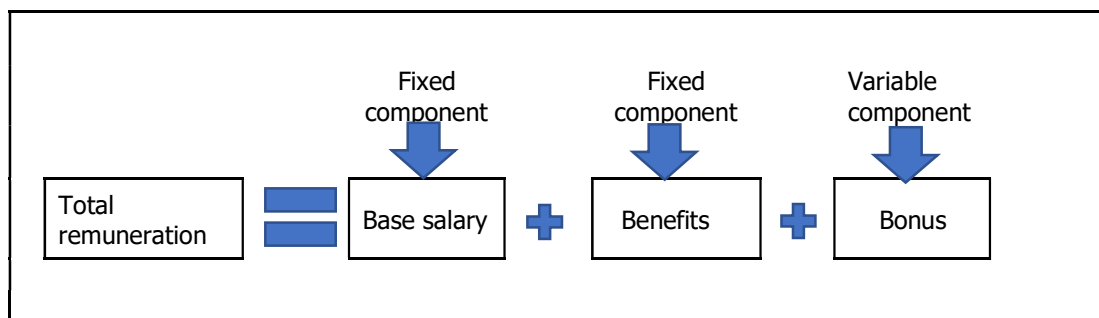 Fixed
component
Fixed
component
Variable
component
Total
remuneration
Base salary
Benefits
Bonus